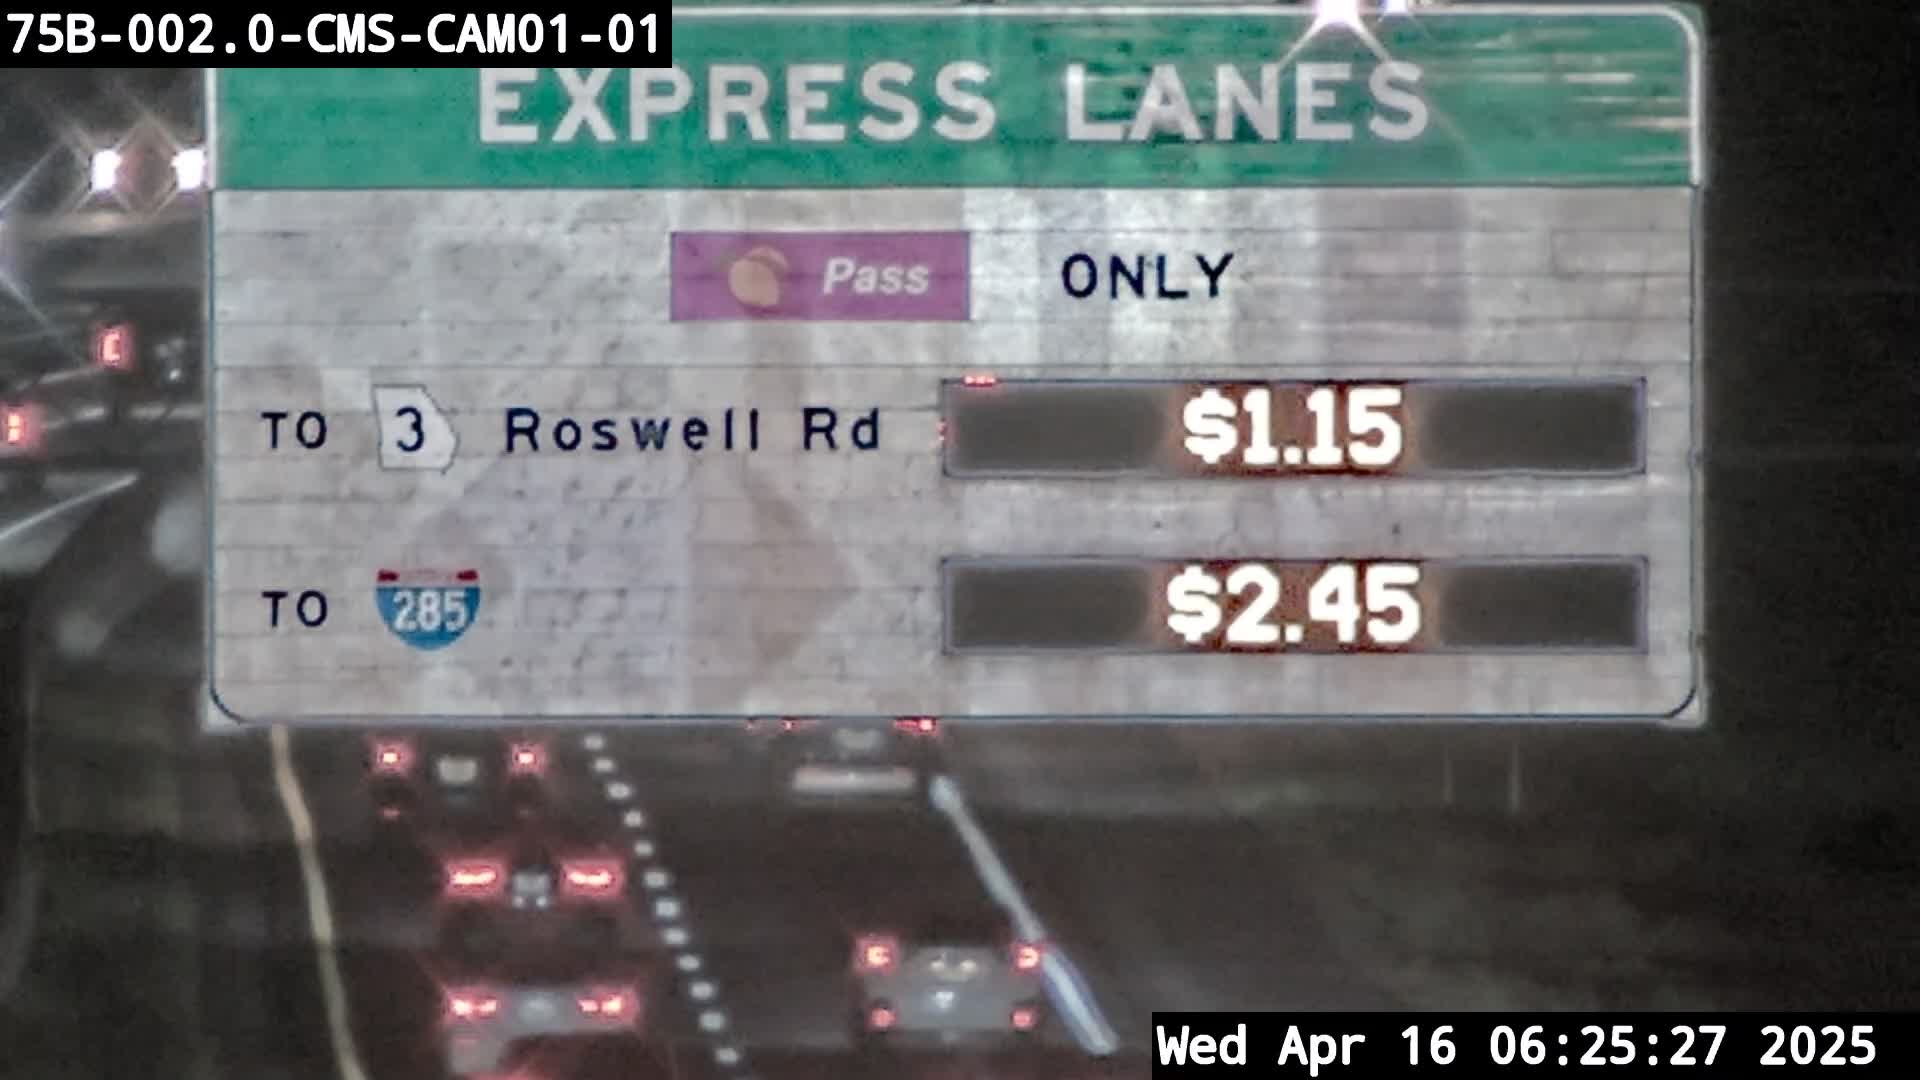 75B-002.0-CMS-CAM01-01
EXPRESS LANES
Pass ONLY
TO 3 Roswell Rd $1.15
TO 285 $2.45
Wed Apr 16 06:25:27 2025